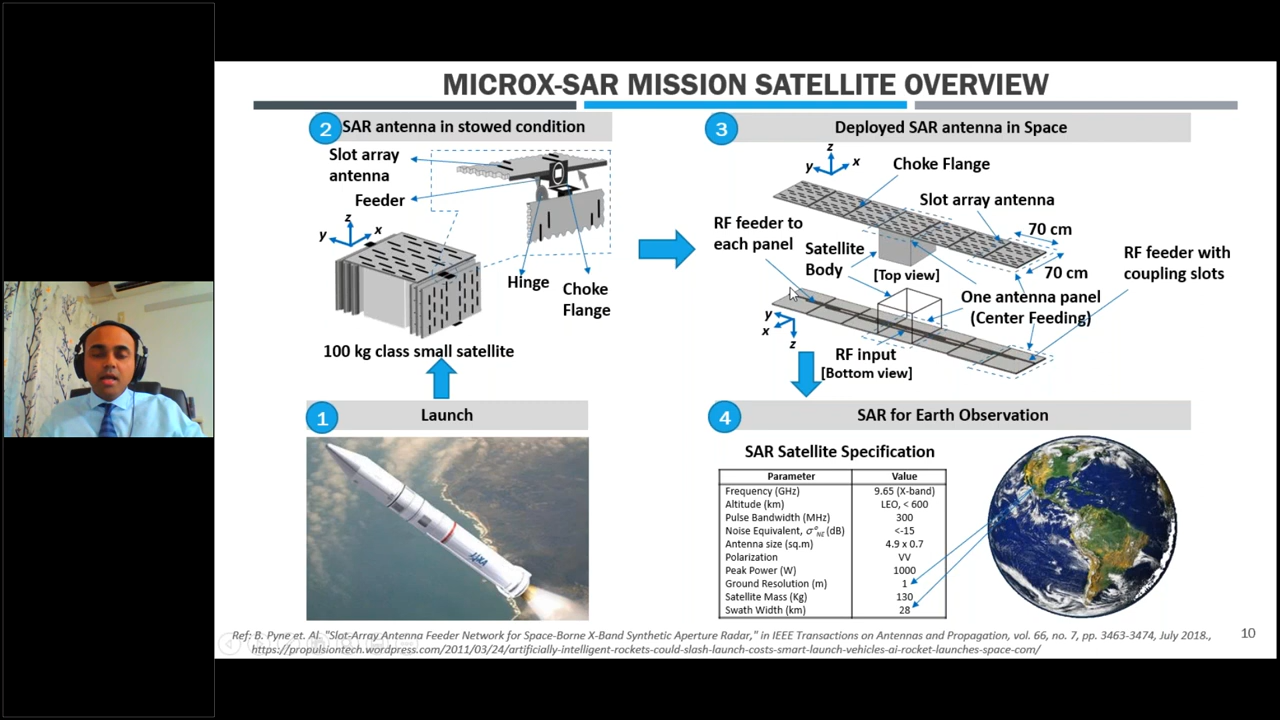 MICROX-SAR MISSION SATELLITE OVERVIEW
2
SAR antenna in stowed condition
Slot array
antenna
Feeder
z
y
x
Hinge
Choke
Flange
100 kg class small satellite
3
Deployed SAR antenna in Space
z
y
x
Choke Flange
Slot array antenna
70 cm
70 cm
RF feeder to
each panel
Satellite
Body
[Top view]
RF feeder with
coupling slots
One antenna panel
(Center Feeding)
y
x
z
RF input
[Bottom view]
1
Launch
JAXA
4
SAR for Earth Observation
SAR Satellite Specification
Parameter Value
Frequency (GHz) 9.65 (X-band)
Altitude (km) LEO, < 600
Pulse Bandwidth (MHz) 300
Noise Equivalent, σ°NE (dB) <-15
Antenna size (sq.m) 4.9 x 0.7
Polarization VV
Peak Power (W) 1000
Ground Resolution (m) 1
Satellite Mass (Kg) 130
Swath Width (km) 28
Ref: B. Pyne et. Al. "Slot-Array Antenna Feeder Network for Space-Borne X-Band Synthetic Aperture Radar," in IEEE Transactions on Antennas and Propagation, vol. 66, no. 7, pp. 3463-3474, July 2018.,
https://propulsiontech.wordpress.com/2011/03/24/artificially-intelligent-rockets-could-slash-launch-costs-smart-launch-vehicles-ai-rocket-launches-space-com/
10